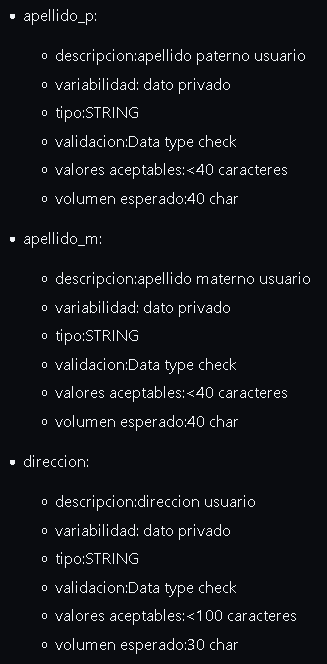 apellido_p:
descripcion:apellido paterno usuario
variabilidad: dato privado
tipo:STRING
validacion:Data type check
valores aceptables:<40 caracteres
volumen esperado:40 char
apellido_m:
descripcion:apellido materno usuario
variabilidad: dato privado
tipo:STRING
validacion:Data type check
valores aceptables:<40 caracteres
volumen esperado:40 char
direccion:
descripcion:direccion usuario
variabilidad: dato privado
tipo:STRING
validacion:Data type check
valores aceptables:<100 caracteres
volumen esperado:30 char